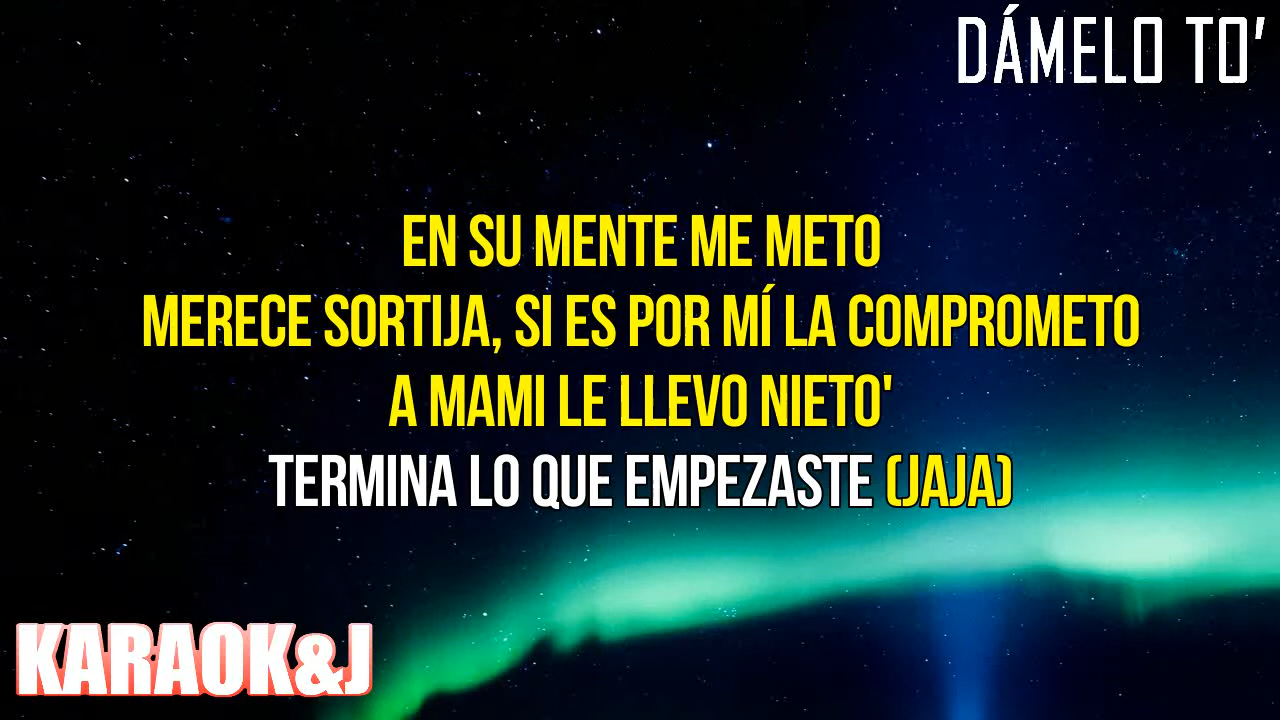 DÁMELO TO'
EN SU MENTE ME METO
MERECE SORTIJA, SI ES POR MÍ LA COMPROMETO
A MAMI LE LLEVO NIETO'
TERMINA LO QUE EMPEZASTE (JAJA)
KARAOK&J